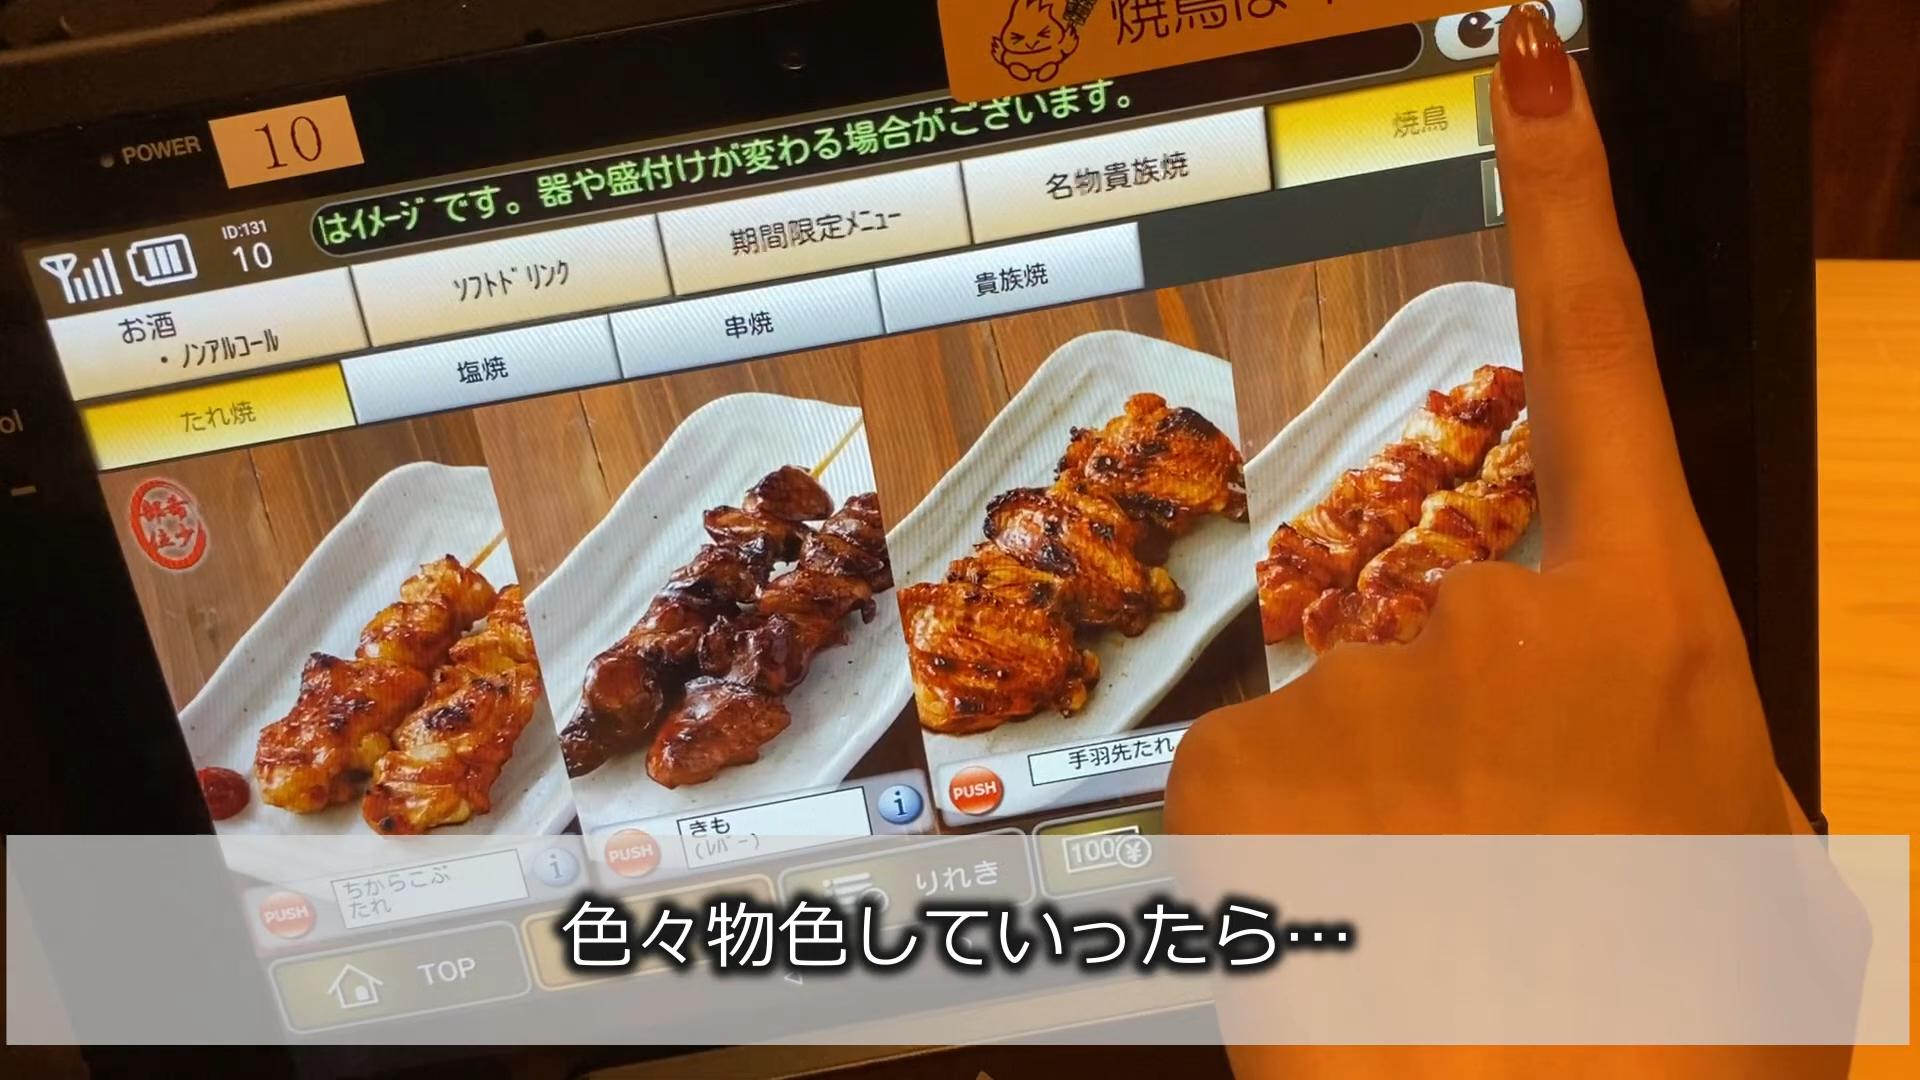 焼鳥は
POWER
10
はイメージです。器や盛付けが変わる場合がございます。
ID:131
10
お酒
・ノンアルコール
ソフトドリンク
期間限定メニュー
名物貴族焼
焼鳥
たれ焼
塩焼
串焼
貴族焼
PUSH
ちからこぶ
たれ
i
PUSH
きも
(レバー)
i
PUSH
手羽先たれ
TOP
りれき
100¥
色々物色していったら…